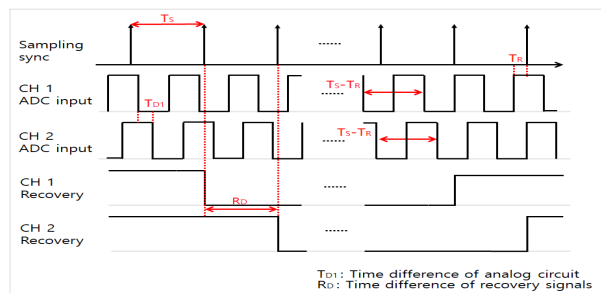 Ts
Sampling
sync
......
TR
CH 1
ADC input
TD1
......
Ts-TR
CH 2
ADC input
......
Ts-TR
CH 1
Recovery
......
RD
CH 2
Recovery
......
TD1: Time difference of analog circuit
RD: Time difference of recovery signals